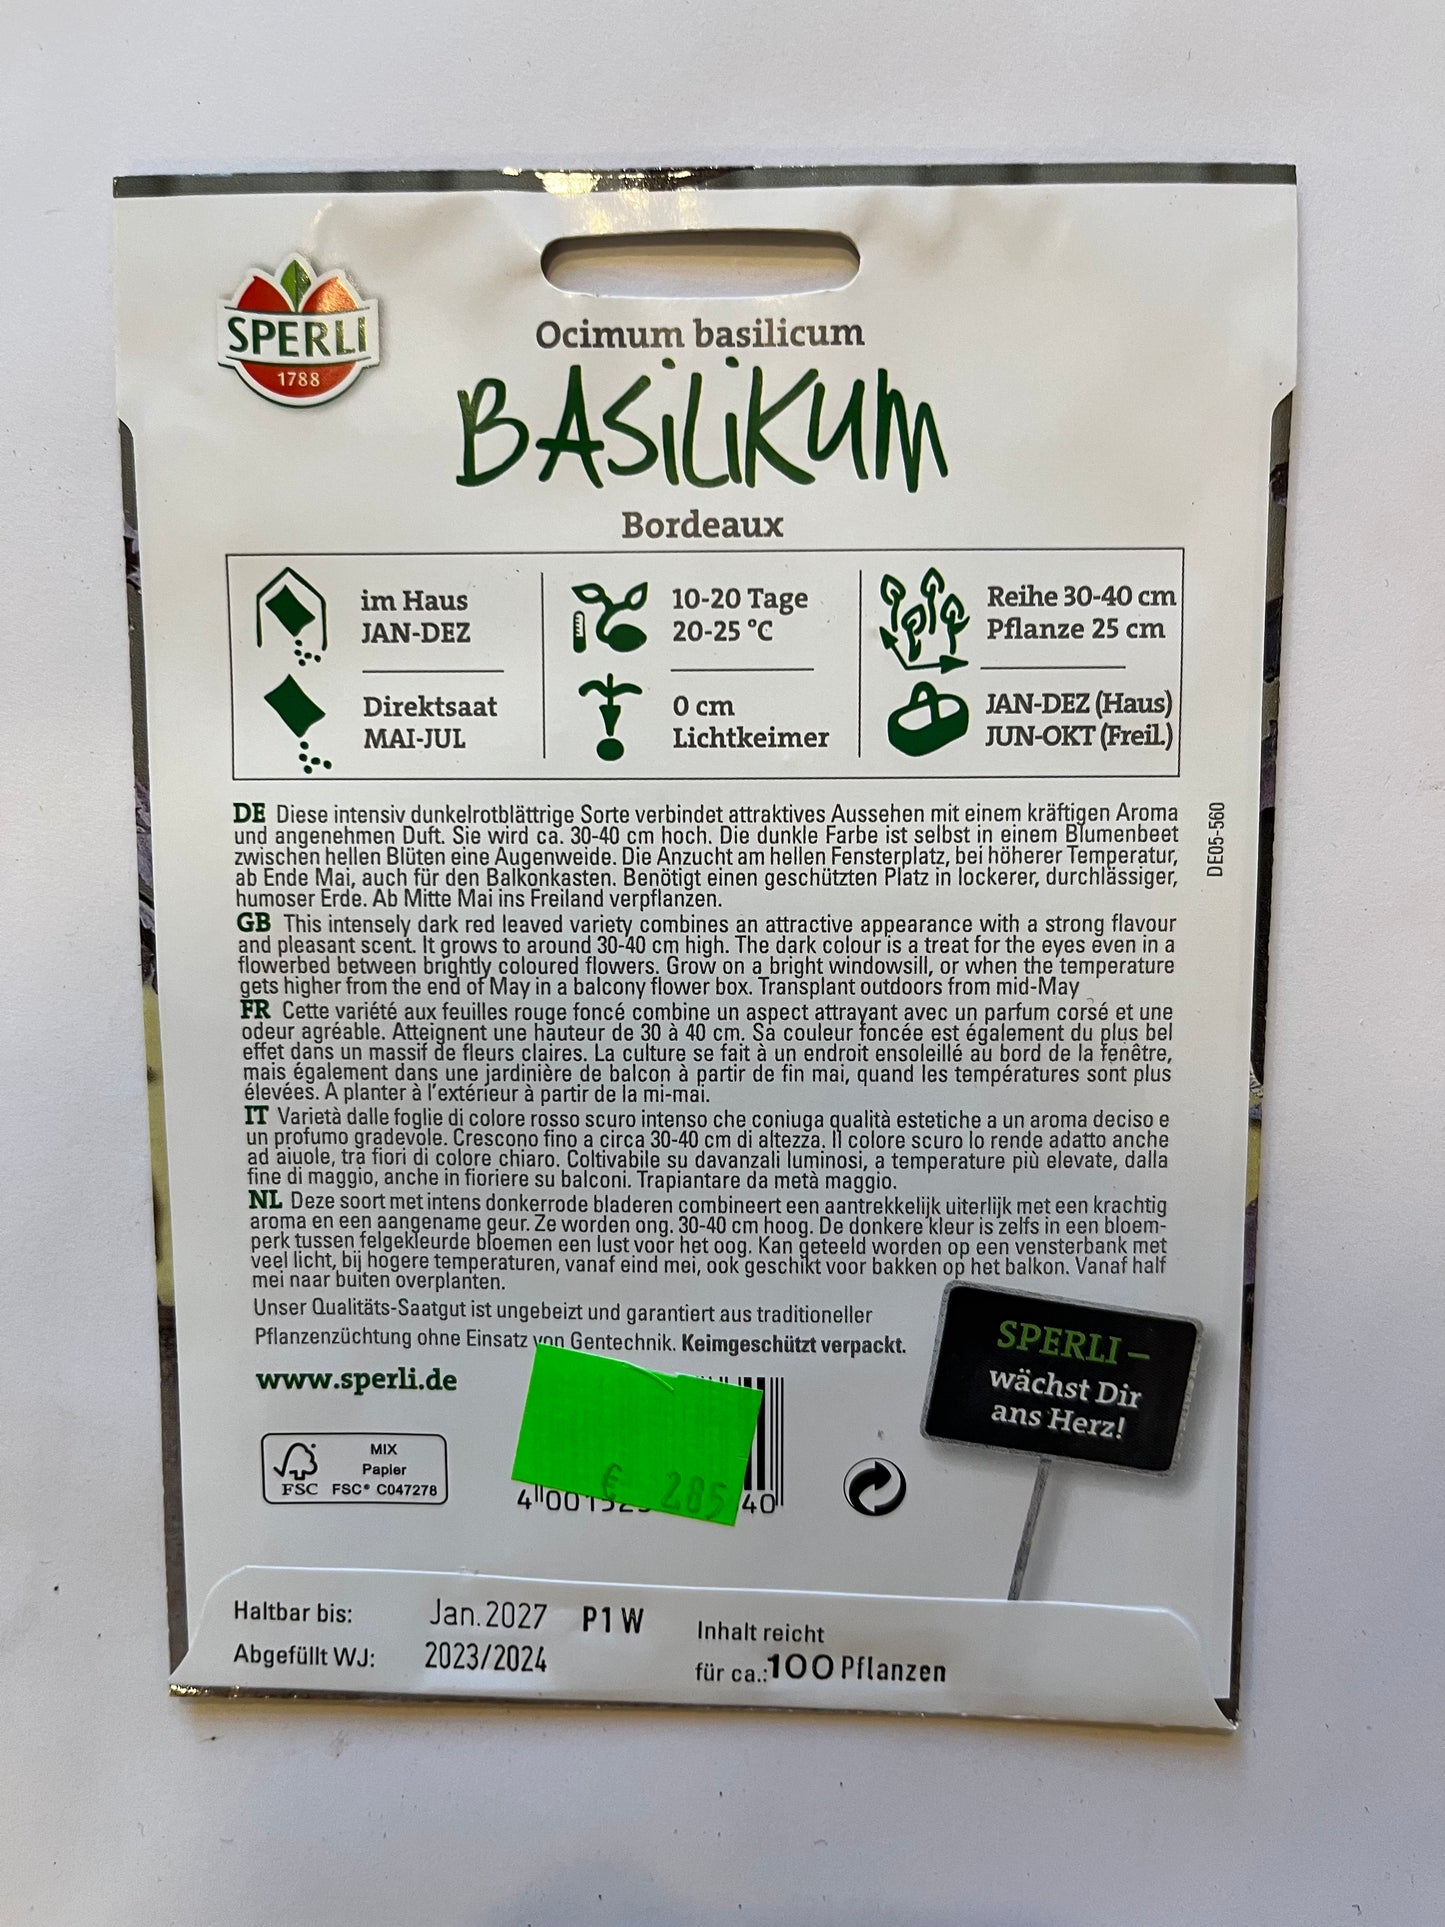 SPERLI
1788
Ocimum basilicum
BASiLiKUM
Bordeaux
im Haus
JAN-DEZ
Direktsaat
MAI-JUL
10-20 Tage
20-25 °C
0 cm
Lichtkeimer
Reihe 30-40 cm
Pflanze 25 cm
JAN-DEZ (Haus)
JUN-OKT (Freil.)
DE Diese intensiv dunkelrotblättrige Sorte verbindet attraktives Aussehen mit einem kräftigen Aroma
und angenehmen Duft. Sie wird ca. 30-40 cm hoch. Die dunkle Farbe ist selbst in einem Blumenbeet
zwischen hellen Blüten eine Augenweide. Die Anzucht am hellen Fensterplatz, bei höherer Temperatur,
ab Ende Mai, auch für den Balkonkasten. Benötigt einen geschützten Platz in lockerer, durchlässiger,
humoser Erde. Ab Mitte Mai ins Freiland verpflanzen.
GB This intensely dark red leaved variety combines an attractive appearance with a strong flavour
and pleasant scent. It grows to around 30-40 cm high. The dark colour is a treat for the eyes even in a
flowerbed between brightly coloured flowers. Grow on a bright windowsill, or when the temperature
gets higher from the end of May in a balcony flower box. Transplant outdoors from mid-May
FR Cette variété aux feuilles rouge foncé combine un aspect attrayant avec un parfum corsé et une
odeur agréable. Atteignent une hauteur de 30 à 40 cm. Sa couleur foncée est également du plus bel
effet dans un massif de fleurs claires. La culture se fait à un endroit ensoleillé au bord de la fenêtre,
mais également dans une jardinière de balcon à partir de fin mai, quand les températures sont plus
élevées. A planter à l'extérieur à partir de la mi-mai.
IT Varietà dalle foglie di colore rosso scuro intenso che coniuga qualità estetiche a un aroma deciso e
un profumo gradevole. Crescono fino a circa 30-40 cm di altezza. Il colore scuro lo rende adatto anche
ad aiuole, tra fiori di colore chiaro. Coltivabile su davanzali luminosi, a temperature più elevate, dalla
fine di maggio, anche in fioriere su balconi. Trapiantare da metà maggio.
NL Deze soort met intens donkerrode bladeren combineert een aantrekkelijk uiterlijk met een krachtig
aroma en een aangename geur. Ze worden ong. 30-40 cm hoog. De donkere kleur is zelfs in een bloem-
perk tussen felgekleurde bloemen een lust voor het oog. Kan geteeld worden op een vensterbank met
veel licht, bij hogere temperaturen, vanaf eind mei, ook geschikt voor bakken op het balkon. Vanaf half
mei naar buiten overplanten.
DE05-560
Unser Qualitäts-Saatgut ist ungebeizt und garantiert aus traditioneller
Pflanzenzüchtung ohne Einsatz von Gentechnik. Keimgeschützt verpackt.
www.sperli.de
SPERLI –
wächst Dir
ans Herz!
MIX
Papier
FSC FSC® C047278
€ 2.85
4 00 40
Haltbar bis: Jan.2027 P1W
Abgefüllt WJ: 2023/2024
Inhalt reicht
für ca.: 100 Pflanzen